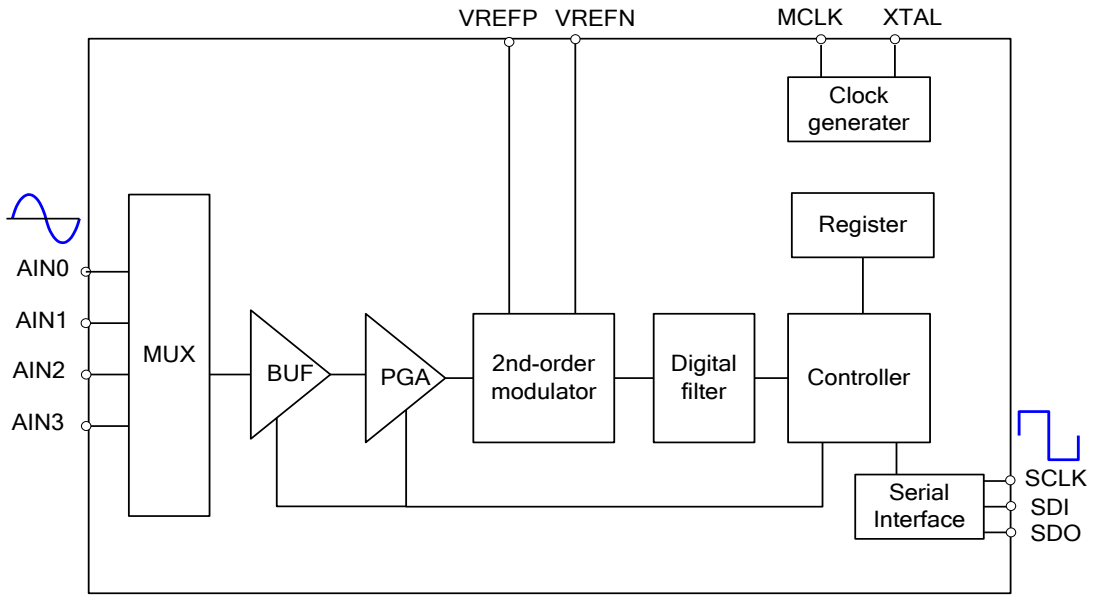 VREFP VREFN
MCLK XTAL
Clock
generater
Register
AIN0
AIN1
AIN2
AIN3
MUX
BUF
PGA
2nd-order
modulator
Digital
filter
Controller
Serial
Interface
SCLK
SDI
SDO